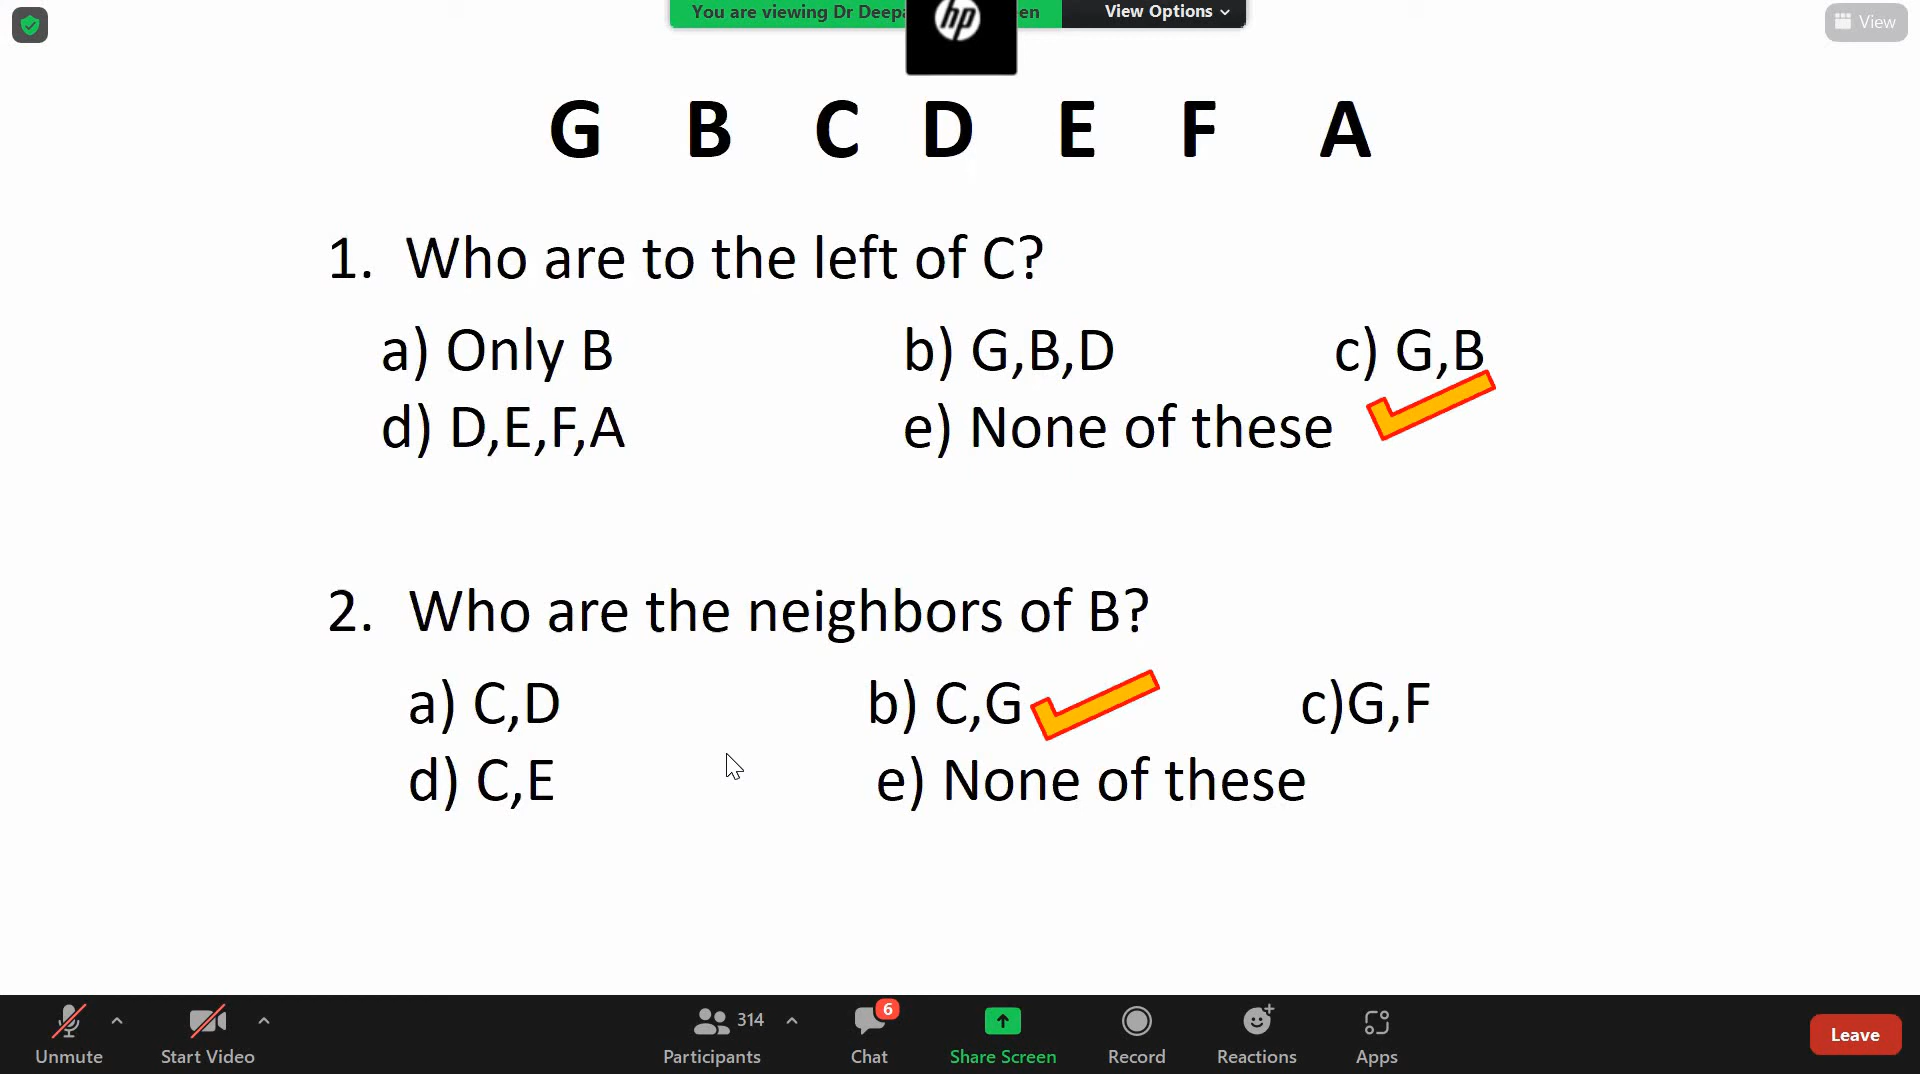 You are viewing Dr Deepa en View Options
hp
View
G B C D E F A
1. Who are to the left of C?
a) Only B b) G,B,D c) G,B
d) D,E,F,A e) None of these
2. Who are the neighbors of B?
a) C,D b) C,G c)G,F
d) C,E e) None of these
314 6
Unmute Start Video Participants Chat Share Screen Record Reactions Apps Leave